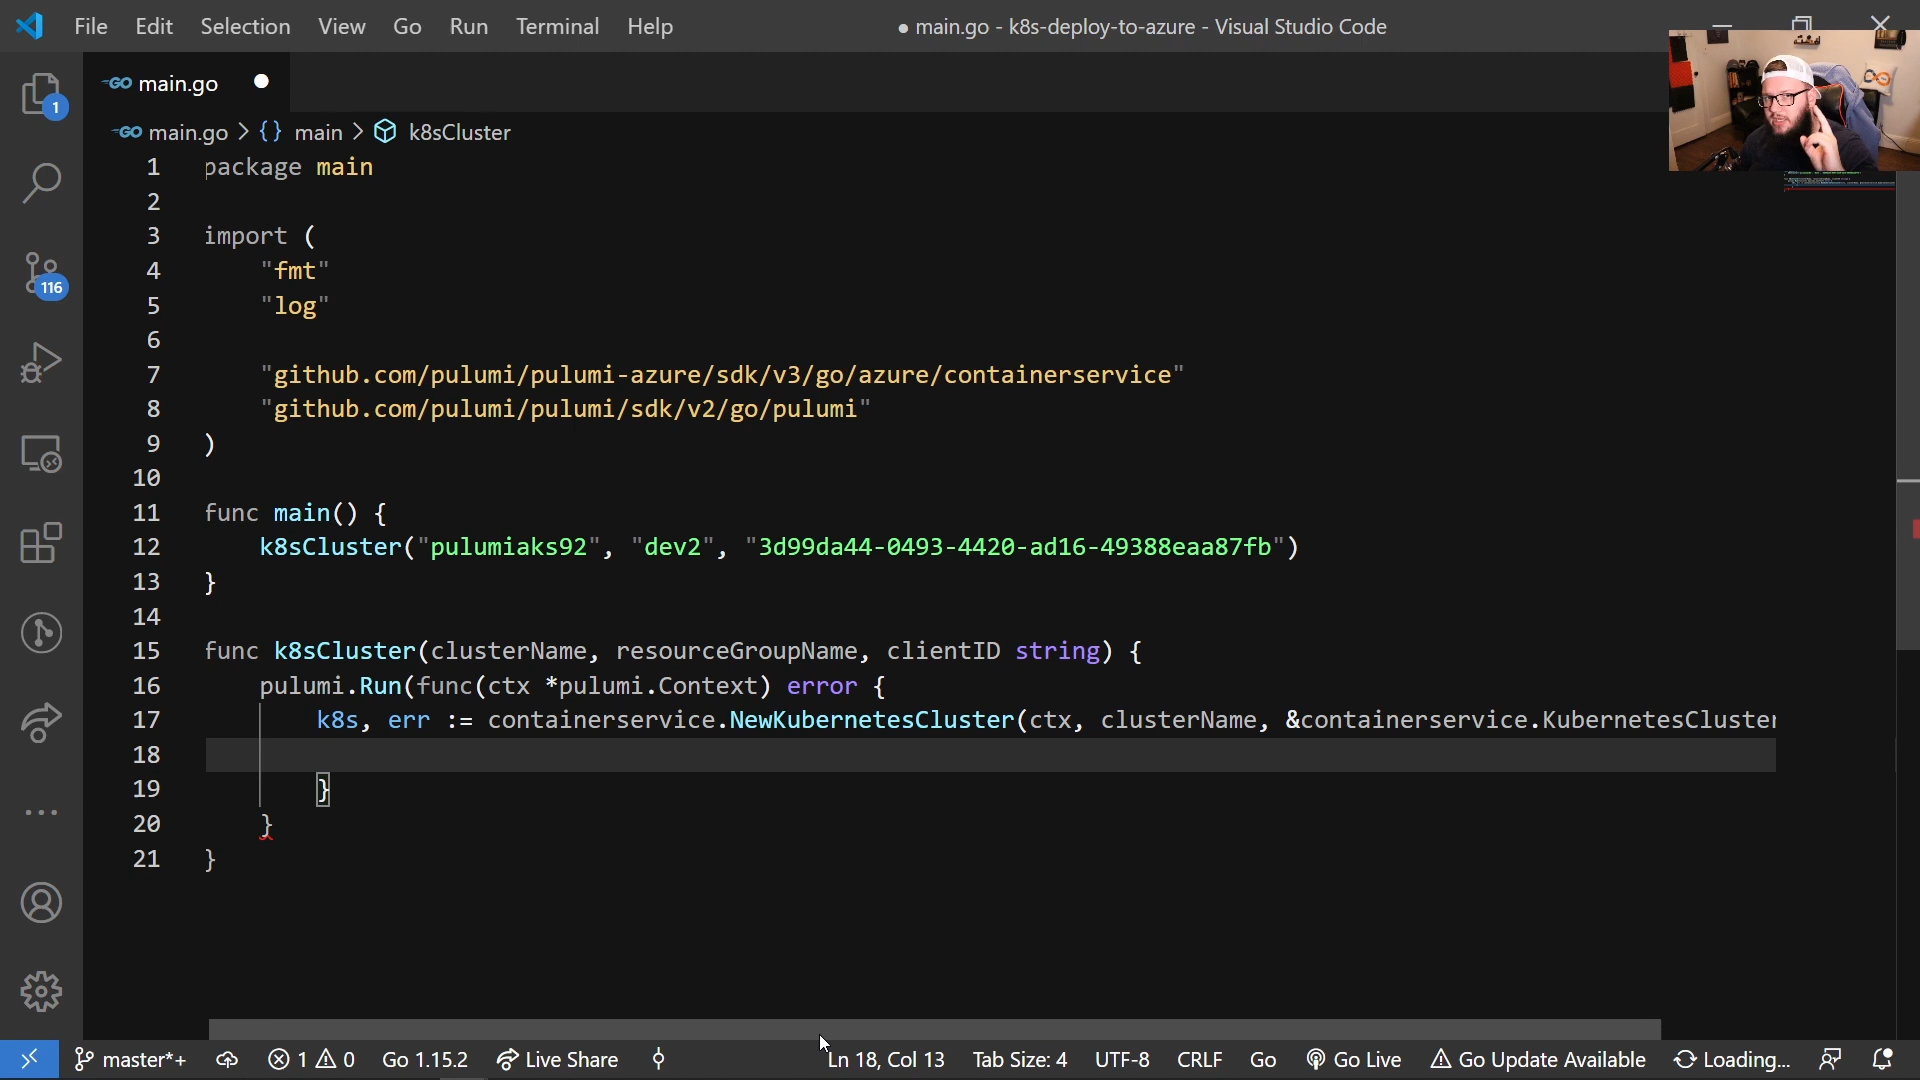 File Edit Selection View Go Run Terminal Help
● main.go - k8s-deploy-to-azure - Visual Studio Code
GO main.go ●
GO main.go > {} main > k8sCluster
1 package main
2
3 import (
4 "fmt"
5 "log"
6
7 "github.com/pulumi/pulumi-azure/sdk/v3/go/azure/containerservice"
8 "github.com/pulumi/pulumi/sdk/v2/go/pulumi"
9 )
10
11 func main() {
12 k8sCluster("pulumiaks92", "dev2", "3d99da44-0493-4420-ad16-49388eaa87fb")
13 }
14
15 func k8sCluster(clusterName, resourceGroupName, clientID string) {
16 pulumi.Run(func(ctx *pulumi.Context) error {
17 k8s, err := containerservice.NewKubernetesCluster(ctx, clusterName, &containerservice.KubernetesCluster
18
19 }
20 }
21 }
1
116
master*+ 1 0 Go 1.15.2 Live Share Ln 18, Col 13 Tab Size: 4 UTF-8 CRLF Go Go Live Go Update Available Loading...